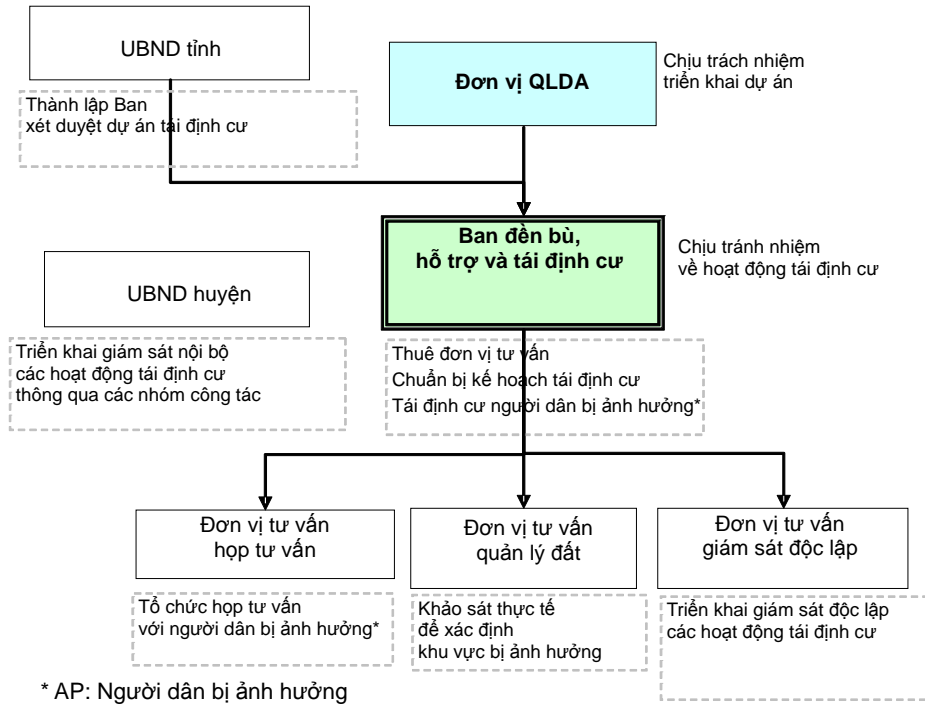 UBND tỉnh
Thành lập Ban
xét duyệt dự án tái định cư
Đơn vị QLDA
Chịu trách nhiệm
triển khai dự án
Ban đền bù,
hỗ trợ và tái định cư
Chịu tránh nhiệm
về hoạt động tái định cư
UBND huyện
Triển khai giám sát nội bộ
các hoạt động tái định cư
thông qua các nhóm công tác
Thuê đơn vị tư vấn
Chuẩn bị kế hoạch tái định cư
Tái định cư người dân bị ảnh hưởng*
Đơn vị tư vấn
họp tư vấn
Tổ chức họp tư vấn
với người dân bị ảnh hưởng*
Đơn vị tư vấn
quản lý đất
Khảo sát thực tế
để xác định
khu vực bị ảnh hưởng
Đơn vị tư vấn
giám sát độc lập
Triển khai giám sát độc lập
các hoạt động tái định cư
* AP: Người dân bị ảnh hưởng